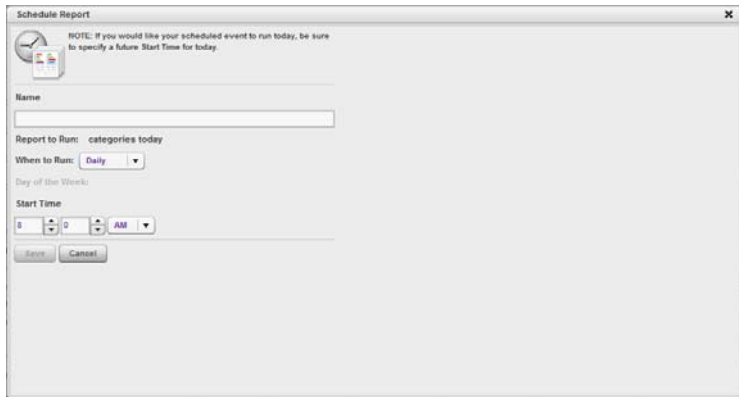 Schedule Report
NOTE: If you would like your scheduled event to run today, be sure
to specify a future Start Time for today.
Name
Report to Run: categories today
When to Run: Daily
Day of the Week:
Start Time
8 0 AM
Save Cancel